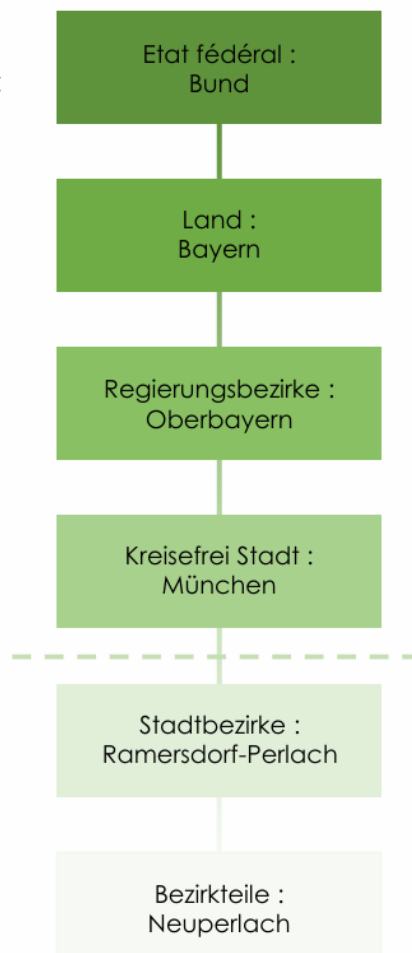 Etat fédéral :
Bund
Land :
Bayern
Regierungsbezirke :
Oberbayern
Kreisefrei Stadt :
München
Stadtbezirke :
Ramersdorf-Perlach
Bezirkteile :
Neuperlach